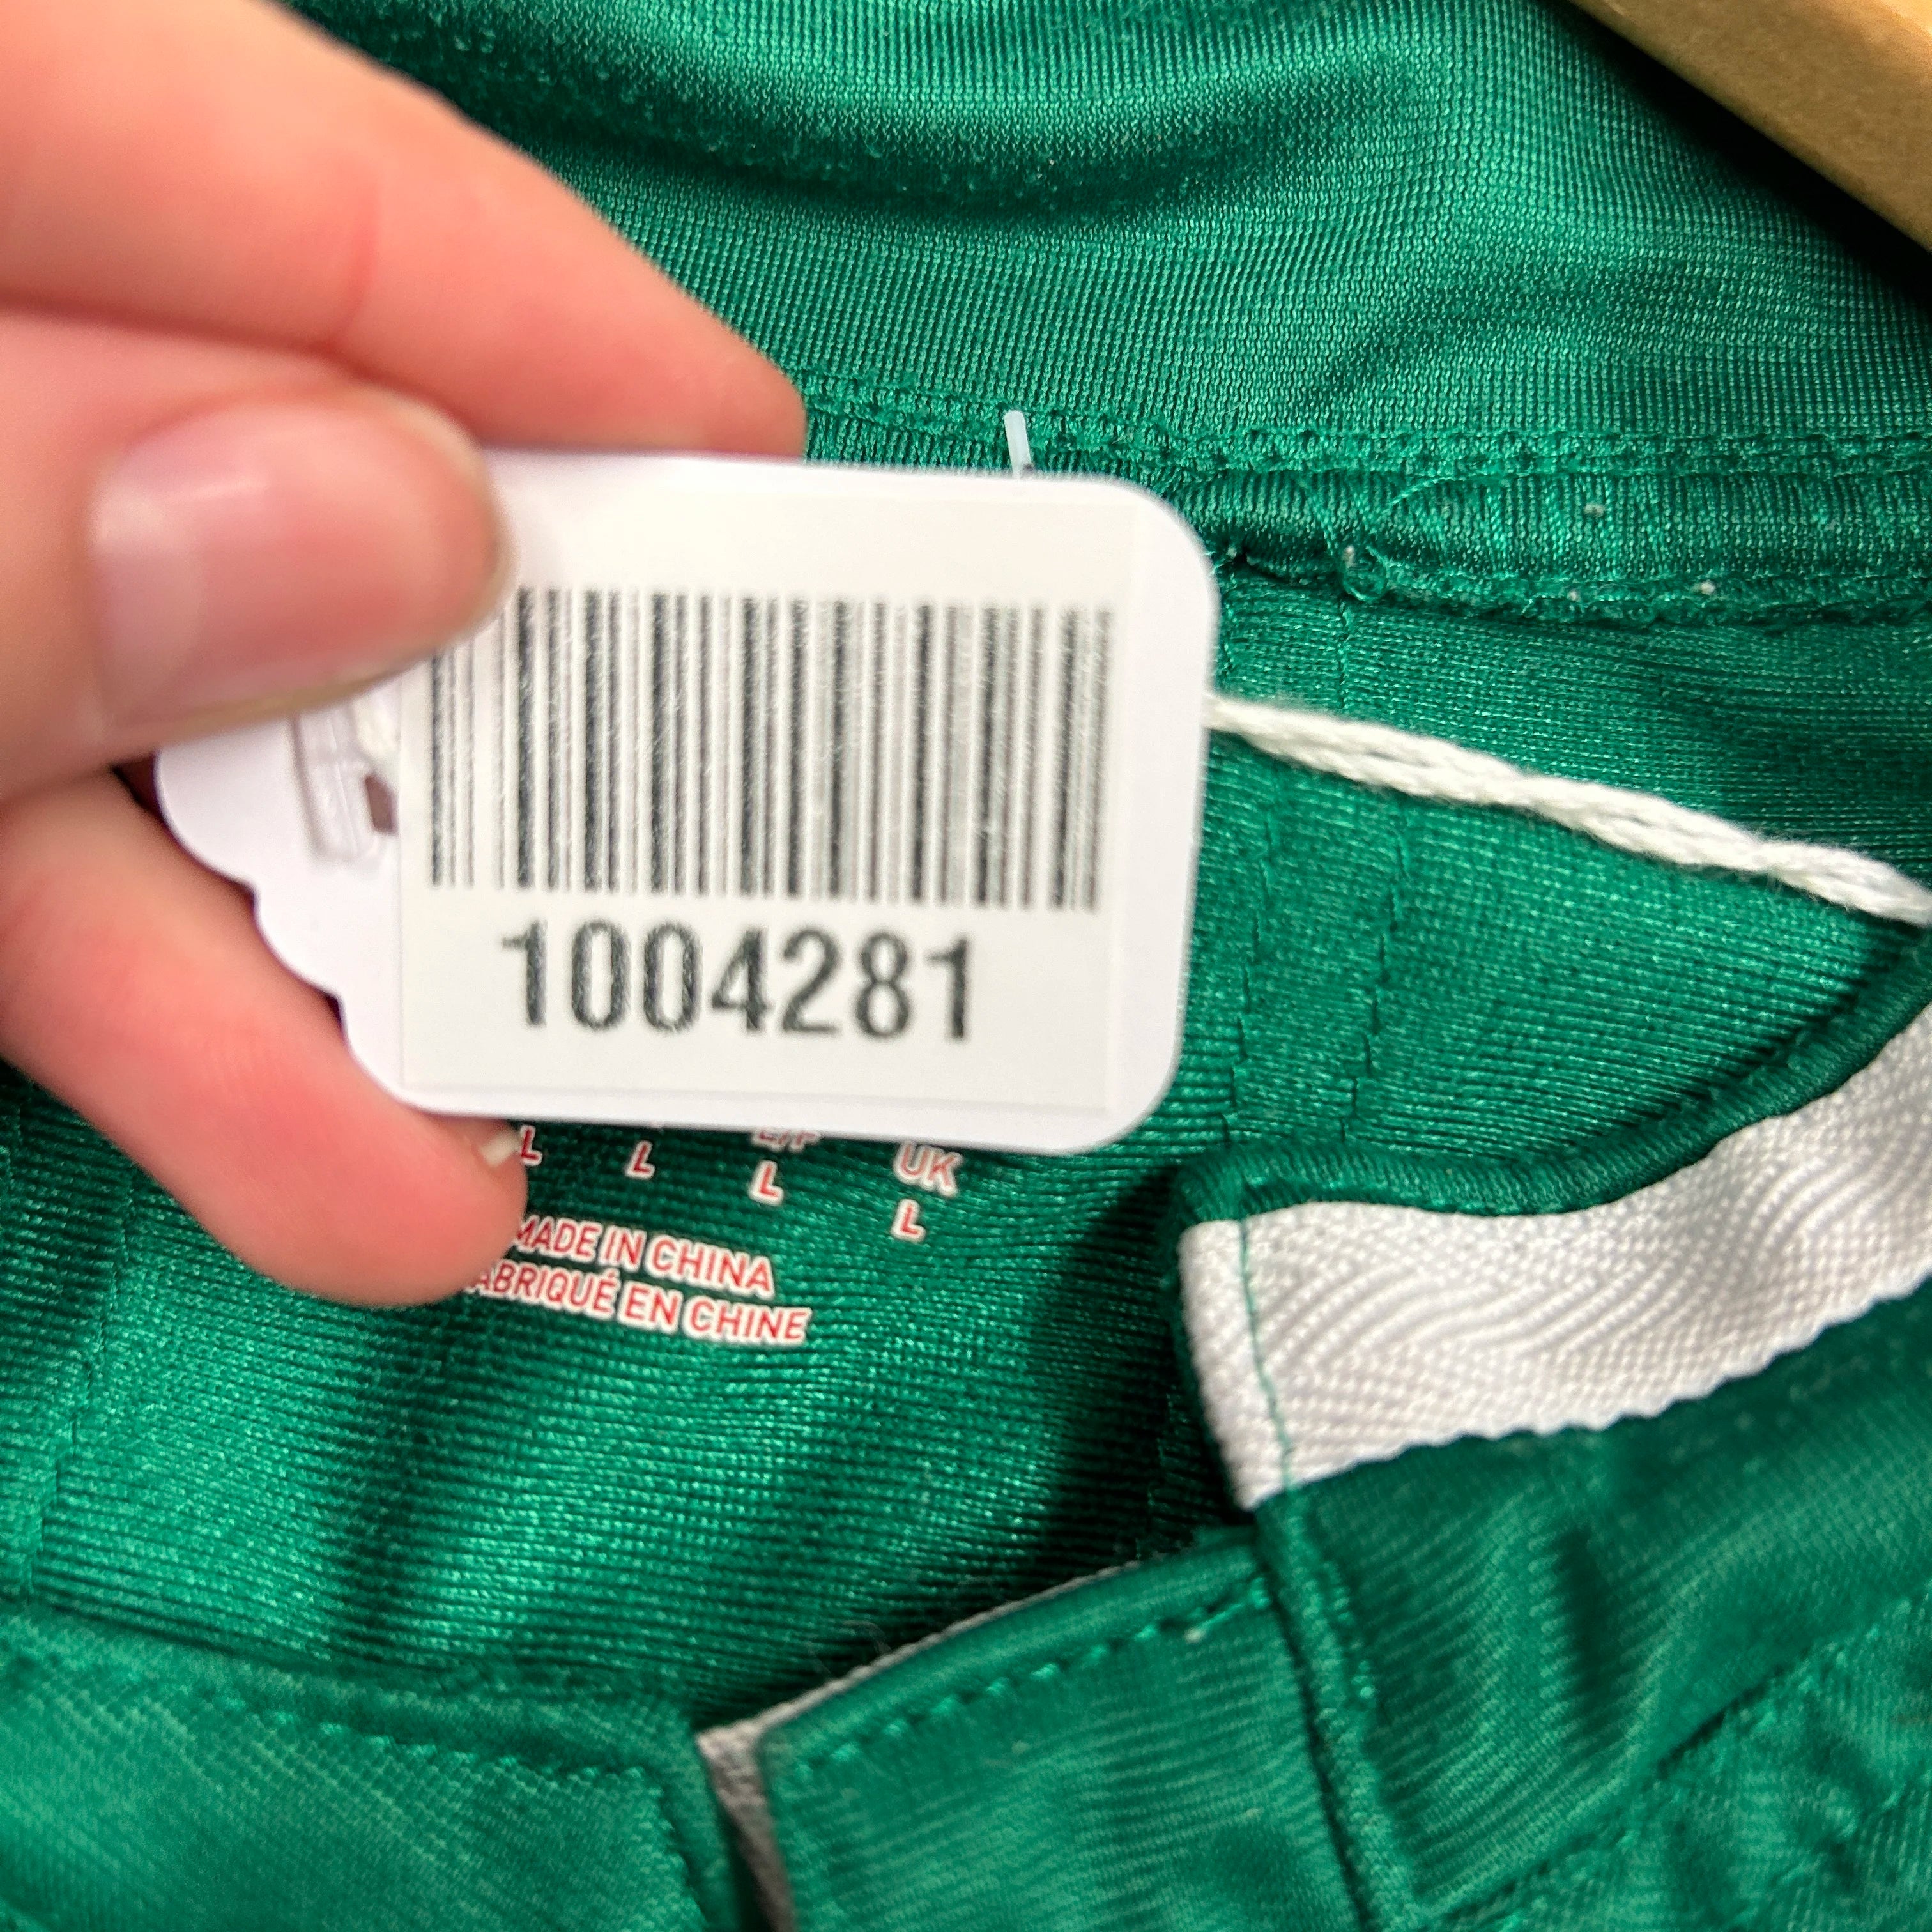 1004281
UK
L L L L
MADE IN CHINA
FABRIQUÉ EN CHINE